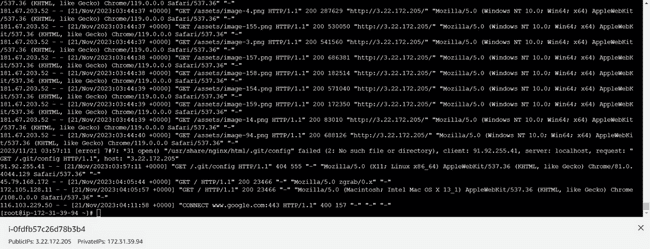 it/537.36 (KHTML, like Gecko) Chrome/119.0.0.0 Safari/537.36" "-"
181.67.203.52 - - [21/Nov/2023:03:44:37 +0000] "GET /assets/image-4.png HTTP/1.1" 200 287629 "http://3.22.172.205/" "Mozilla/5.0 (Windows NT 10.0; Win64; x64) AppleWebKit
/537.36 (KHTML, like Gecko) Chrome/119.0.0.0 Safari/537.36" "-"
181.67.203.52 - - [21/Nov/2023:03:44:37 +0000] "GET /assets/image-155.png HTTP/1.1" 200 530050 "http://3.22.172.205/" "Mozilla/5.0 (Windows NT 10.0; Win64; x64) AppleWebK
it/537.36 (KHTML, like Gecko) Chrome/119.0.0.0 Safari/537.36" "-"
181.67.203.52 - - [21/Nov/2023:03:44:37 +0000] "GET /assets/image-3.png HTTP/1.1" 200 541560 "http://3.22.172.205/" "Mozilla/5.0 (Windows NT 10.0; Win64; x64) AppleWebKit
/537.36 (KHTML, like Gecko) Chrome/119.0.0.0 Safari/537.36" "-"
181.67.203.52 - - [21/Nov/2023:03:44:38 +0000] "GET /assets/image-157.png HTTP/1.1" 200 686381 "http://3.22.172.205/" "Mozilla/5.0 (Windows NT 10.0; Win64; x64) AppleWebK
it/537.36 (KHTML, like Gecko) Chrome/119.0.0.0 Safari/537.36" "-"
181.67.203.52 - - [21/Nov/2023:03:44:38 +0000] "GET /assets/image-158.png HTTP/1.1" 200 182514 "http://3.22.172.205/" "Mozilla/5.0 (Windows NT 10.0; Win64; x64) AppleWebK
it/537.36 (KHTML, like Gecko) Chrome/119.0.0.0 Safari/537.36" "-"
181.67.203.52 - - [21/Nov/2023:03:44:38 +0000] "GET /assets/image-154.png HTTP/1.1" 200 571040 "http://3.22.172.205/" "Mozilla/5.0 (Windows NT 10.0; Win64; x64) AppleWebK
it/537.36 (KHTML, like Gecko) Chrome/119.0.0.0 Safari/537.36" "-"
181.67.203.52 - - [21/Nov/2023:03:44:39 +0000] "GET /assets/image-159.png HTTP/1.1" 200 172350 "http://3.22.172.205/" "Mozilla/5.0 (Windows NT 10.0; Win64; x64) AppleWebK
it/537.36 (KHTML, like Gecko) Chrome/119.0.0.0 Safari/537.36" "-"
181.67.203.52 - - [21/Nov/2023:03:44:39 +0000] "GET /assets/image-14.png HTTP/1.1" 200 83010 "http://3.22.172.205/" "Mozilla/5.0 (Windows NT 10.0; Win64; x64) AppleWebKit
/537.36 (KHTML, like Gecko) Chrome/119.0.0.0 Safari/537.36" "-"
181.67.203.52 - - [21/Nov/2023:03:44:40 +0000] "GET /assets/image-94.png HTTP/1.1" 200 688126 "http://3.22.172.205/" "Mozilla/5.0 (Windows NT 10.0; Win64; x64) AppleWebKi
t/537.36 (KHTML, like Gecko) Chrome/119.0.0.0 Safari/537.36" "-"
2023/11/21 03:57:11 [error] 7#7: *31 open() "/usr/share/nginx/html/.git/config" failed (2: No such file or directory), client: 91.92.255.41, server: localhost, request: "
GET /.git/config HTTP/1.1", host: "3.22.172.205"
91.92.255.41 - - [21/Nov/2023:03:57:11 +0000] "GET /.git/config HTTP/1.1" 404 555 "-" "Mozilla/5.0 (X11; Linux x86_64) AppleWebKit/537.36 (KHTML, like Gecko) Chrome/81.0.
4044.129 Safari/537.36" "-"
45.79.168.172 - - [21/Nov/2023:04:05:44 +0000] "GET / HTTP/1.1" 200 23466 "-" "Mozilla/5.0 zgrab/0.x" "-"
172.105.128.11 - - [21/Nov/2023:04:05:57 +0000] "GET / HTTP/1.1" 200 23466 "-" "Mozilla/5.0 (Macintosh; Intel Mac OS X 13_1) AppleWebKit/537.36 (KHTML, like Gecko) Chrome
/108.0.0.0 Safari/537.36" "-"
116.103.229.50 - - [21/Nov/2023:04:11:58 +0000] "CONNECT www.google.com:443 HTTP/1.1" 400 157 "-" "-" "-"
[root@ip-172-31-39-94 ~]#
i-0fdfb57c26d78b3b4
PublicIPs: 3.22.172.205 PrivateIPs: 172.31.39.94